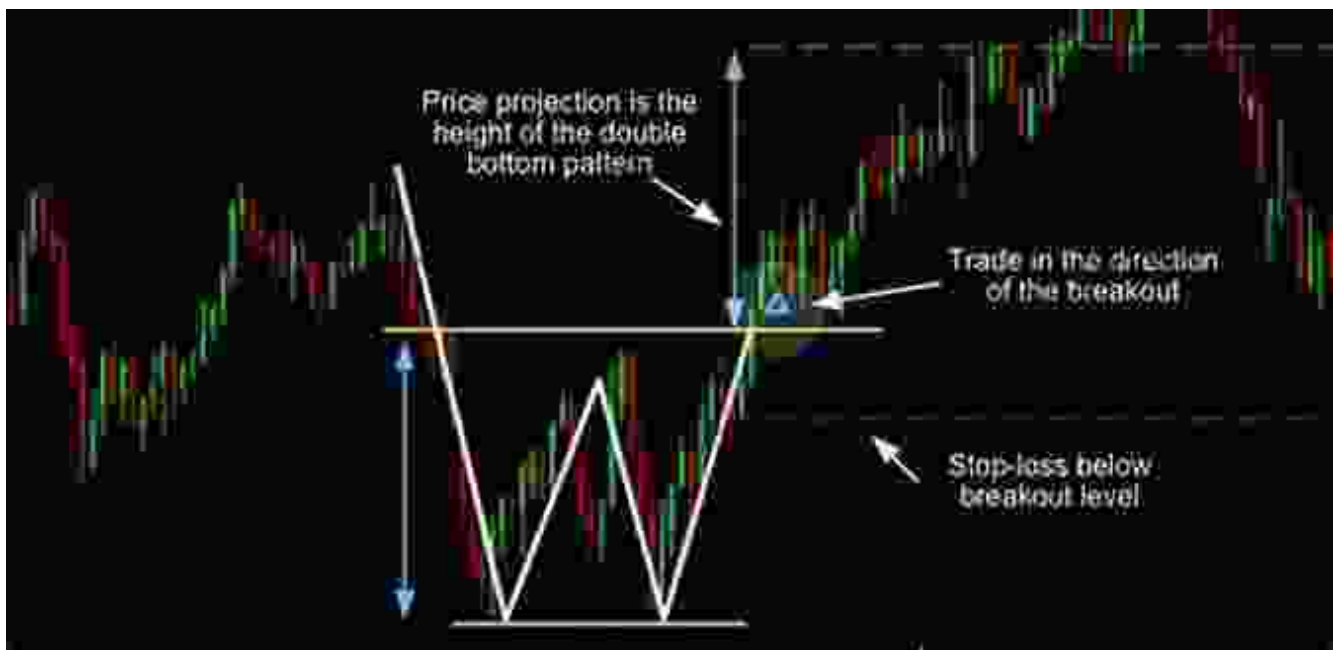 Price projection is the
height of the double
bottom pattern
Trade in the direction
of the breakout
Stop-loss below
breakout level